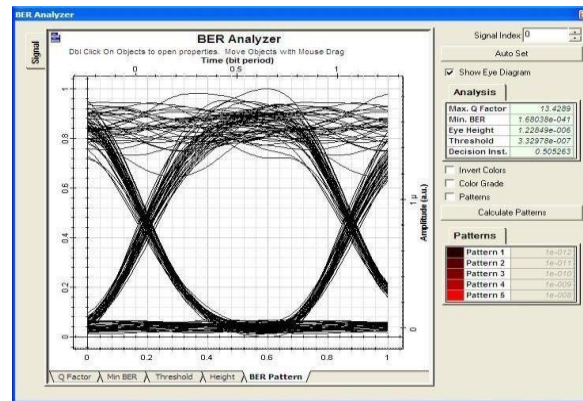 BER Analyzer
Signal
BER Analyzer
Dbl Click On Objects to open properties. Move Objects with Mouse Drag
Time (bit period)
0 0.5 1
Amplitude (a.u.)
1 µ
0
1
0.8
0.6
0.4
0.2
0
0 0.2 0.4 0.6 0.8 1
Q Factor Min BER Threshold Height BER Pattern
Signal Index: 0
Auto Set
Show Eye Diagram
Analysis
Max. Q Factor 13.4289
Min. BER 1.68038e-041
Eye Height 1.22849e-006
Threshold 3.32978e-007
Decision Inst. 0.505263
Invert Colors
Color Grade
Patterns
Calculate Patterns
Patterns
Pattern 1 1e-012
Pattern 2 1e-011
Pattern 3 1e-010
Pattern 4 1e-009
Pattern 5 1e-008